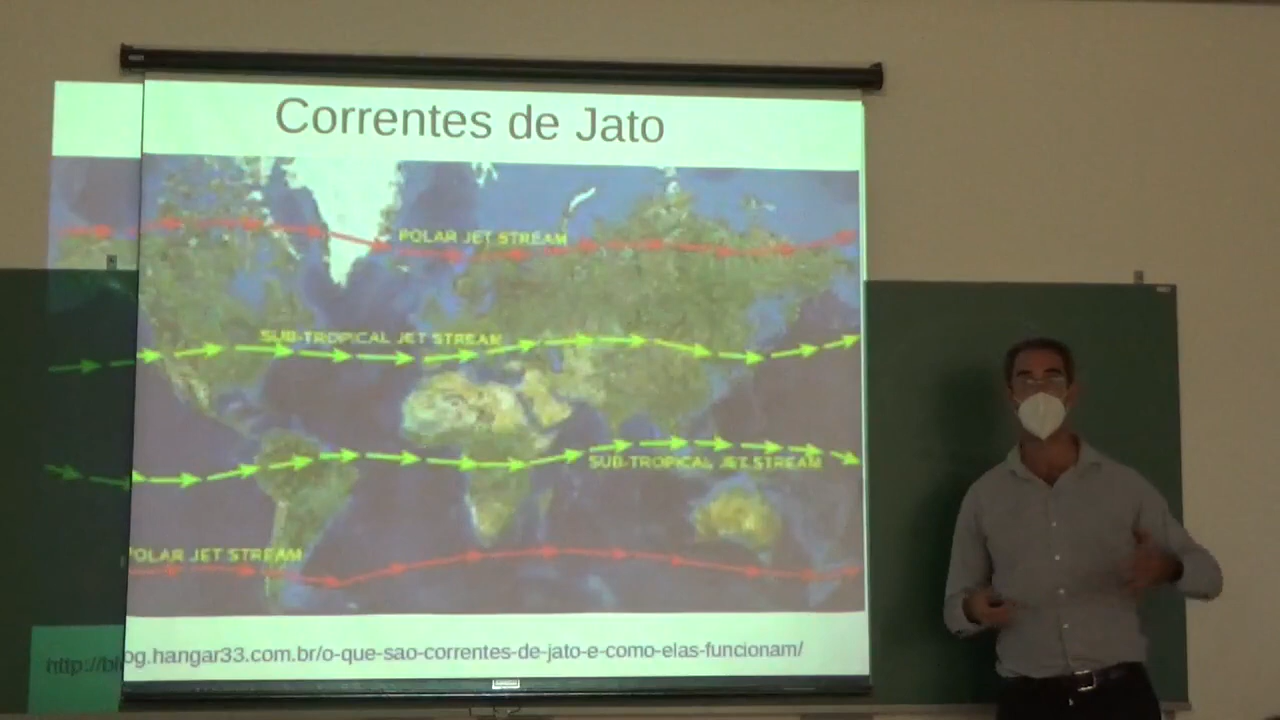 Correntes de Jato
POLAR JET STREAM
SUB-TROPICAL JET STREAM
SUB-TROPICAL JET STREAM
POLAR JET STREAM
http://blog.hangar33.com.br/o-que-sao-correntes-de-jato-e-como-elas-funcionam/